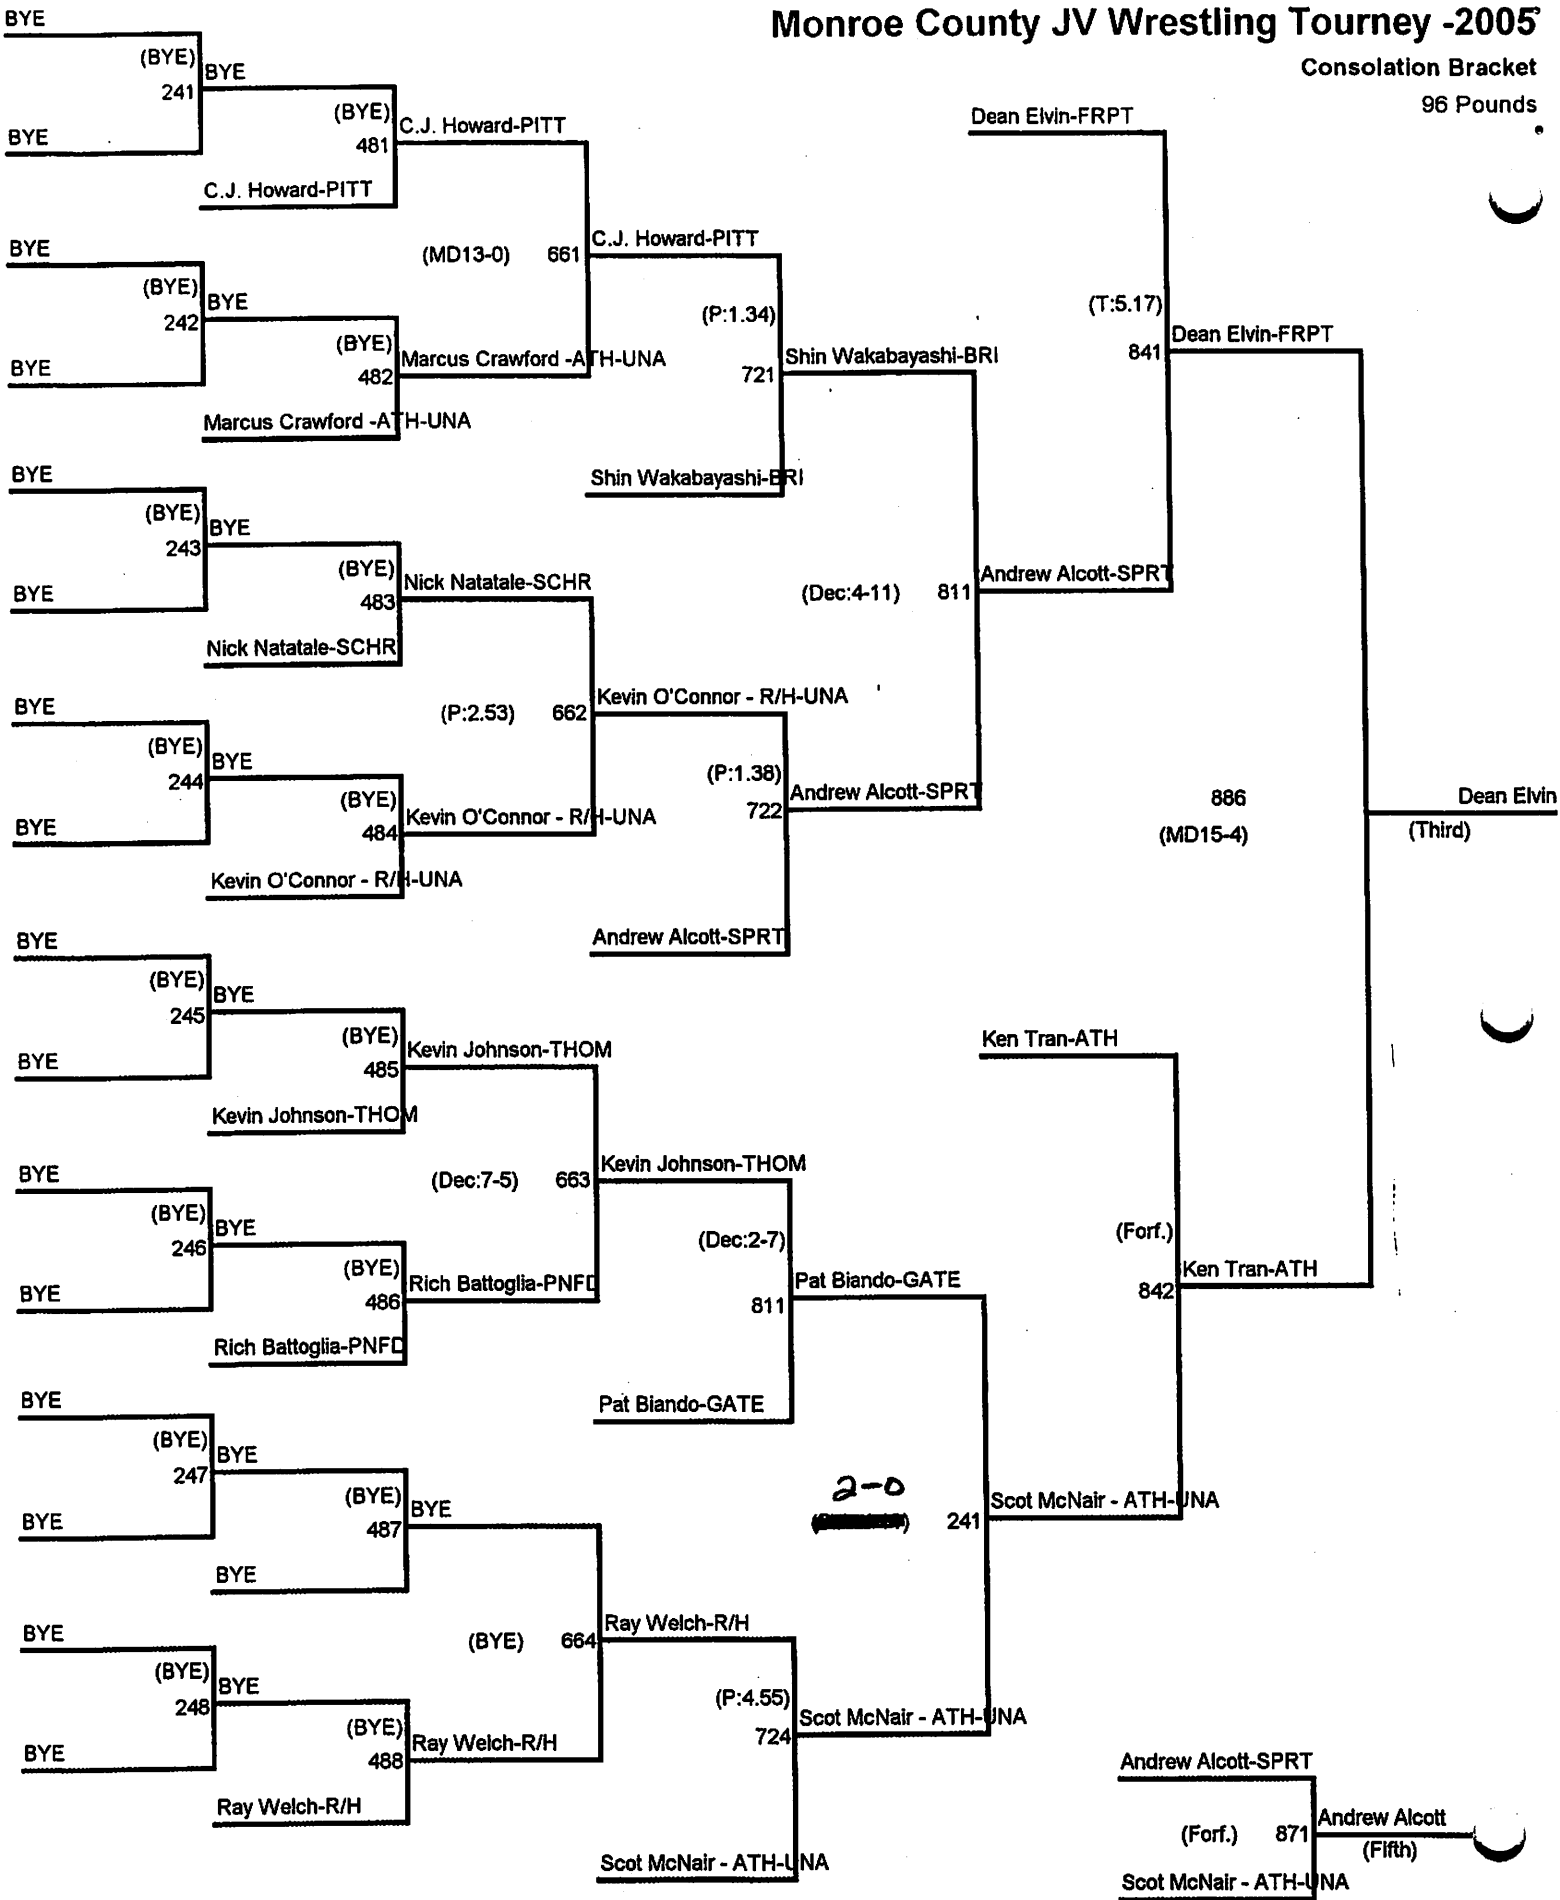 Monroe County JV Wrestling Tourney -2005
Consolation Bracket
96 Pounds
BYE
(BYE)
241
BYE
BYE
(BYE)
481
C.J. Howard-PITT
C.J. Howard-PITT
(MD13-0)
661
C.J. Howard-PITT
BYE
(BYE)
242
BYE
BYE
(BYE)
482
Marcus Crawford -ATH-UNA
Marcus Crawford -ATH-UNA
(P:1.34)
721
Shin Wakabayashi-BRI
Shin Wakabayashi-BRI
BYE
(BYE)
243
BYE
BYE
(BYE)
483
Nick Natatale-SCHR
Nick Natatale-SCHR
(Dec:4-11)
811
Andrew Alcott-SPRT
Dean Elvin-FRPT
(T:5.17)
841
Dean Elvin-FRPT
BYE
(BYE)
244
BYE
BYE
(BYE)
484
Kevin O'Connor - R/H-UNA
Kevin O'Connor - R/H-UNA
(P:2.53)
662
Kevin O'Connor - R/H-UNA
(P:1.38)
722
Andrew Alcott-SPRT
Andrew Alcott-SPRT
886
(MD15-4)
Dean Elvin
(Third)
BYE
(BYE)
245
BYE
BYE
(BYE)
485
Kevin Johnson-THOM
Kevin Johnson-THOM
(Dec:7-5)
663
Kevin Johnson-THOM
BYE
(BYE)
246
BYE
BYE
(BYE)
486
Rich Battoglia-PNFD
Rich Battoglia-PNFD
(Dec:2-7)
811
Pat Biando-GATE
Pat Biando-GATE
Ken Tran-ATH
(Forf.)
842
Ken Tran-ATH
BYE
(BYE)
247
BYE
BYE
(BYE)
487
BYE
BYE
2-0
241
Scot McNair - ATH-UNA
BYE
(BYE)
248
BYE
BYE
(BYE)
488
Ray Welch-R/H
Ray Welch-R/H
(BYE)
664
Ray Welch-R/H
(P:4.55)
724
Scot McNair - ATH-UNA
Scot McNair - ATH-UNA
Andrew Alcott-SPRT
(Forf.)
871
Andrew Alcott
(Fifth)
Scot McNair - ATH-UNA